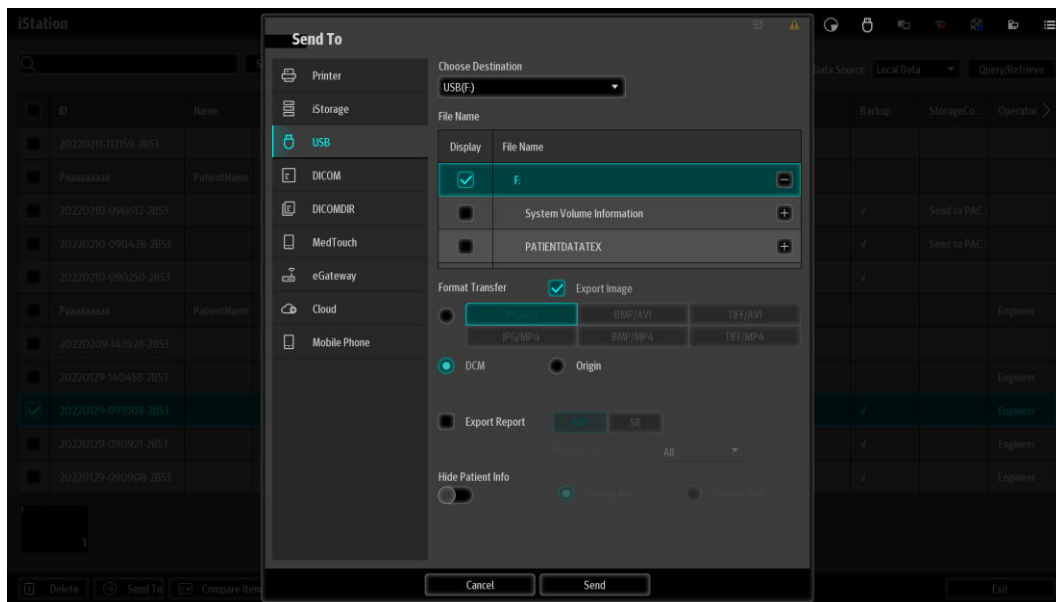 iStation
Send To
Data Source: Local Data Query/Retrieve
ID Name Backup StorageCo... Operator
20220211-112159-2B53
Paaaaaaaa PatientName
20220210-090612-2B53 √ Send to PAC...
20220210-090428-2B53 √ Send to PAC...
20220210-090250-2B53 √
Paaaaaaaa PatientName Engineer
20220209-143928-2B53
20220129-140458-2B53 Engineer
20220129-091008-2B53 √ Engineer
20220129-090921-2B53 √ Engineer
20220129-090908-2B53 √ Engineer
1
Printer
iStorage
USB
DICOM
DICOMDIR
MedTouch
eGateway
Cloud
Mobile Phone
Choose Destination
USB(F:)
File Name
Display File Name
F:
System Volume Information
PATIENTDATATEX
Format Transfer Export Image
JPG/AVI BMP/AVI TIFF/AVI
JPG/MP4 BMP/MP4 TIFF/MP4
DCM Origin
Export Report SR
All
Hide Patient Info
Cancel Send
Delete Send To Compare Item Exit